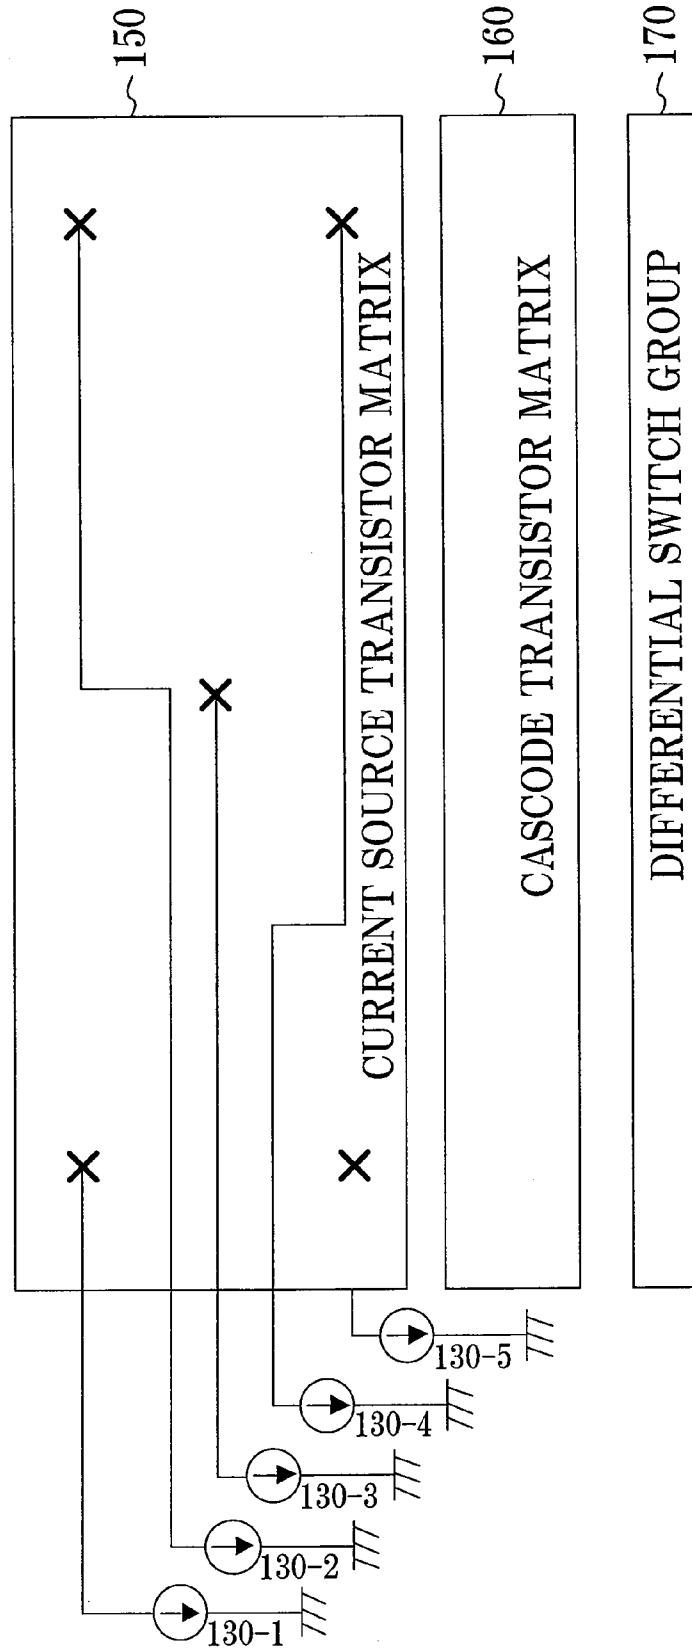 150
160
170
CURRENT SOURCE TRANSISTOR MATRIX
CASCODE TRANSISTOR MATRIX
DIFFERENTIAL SWITCH GROUP
130-5
130-4
130-3
130-2
130-1